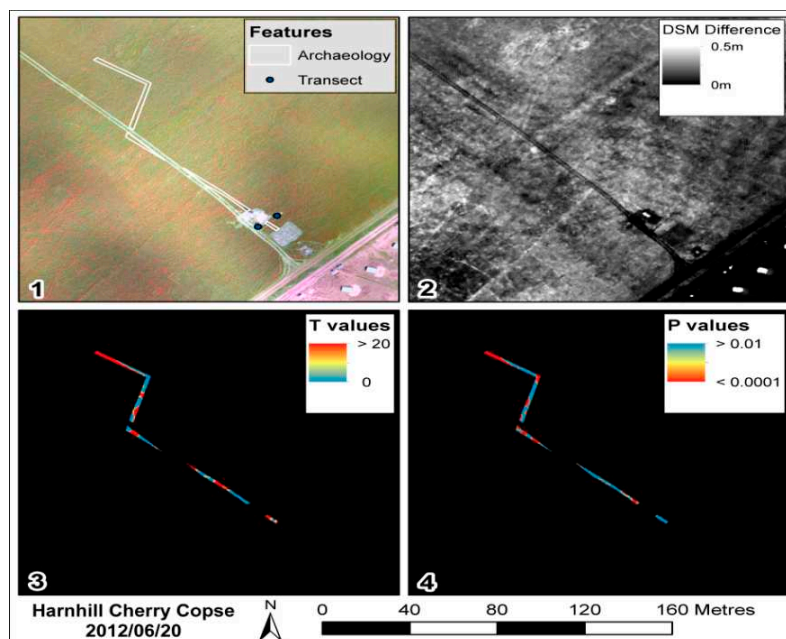 Features
Archaeology
Transect
1
DSM Difference
0.5m
0m
2
T values
> 20
0
3
P values
> 0.01
< 0.0001
4
Harnhill Cherry Copse
2012/06/20
N
0 40 80 120 160 Metres